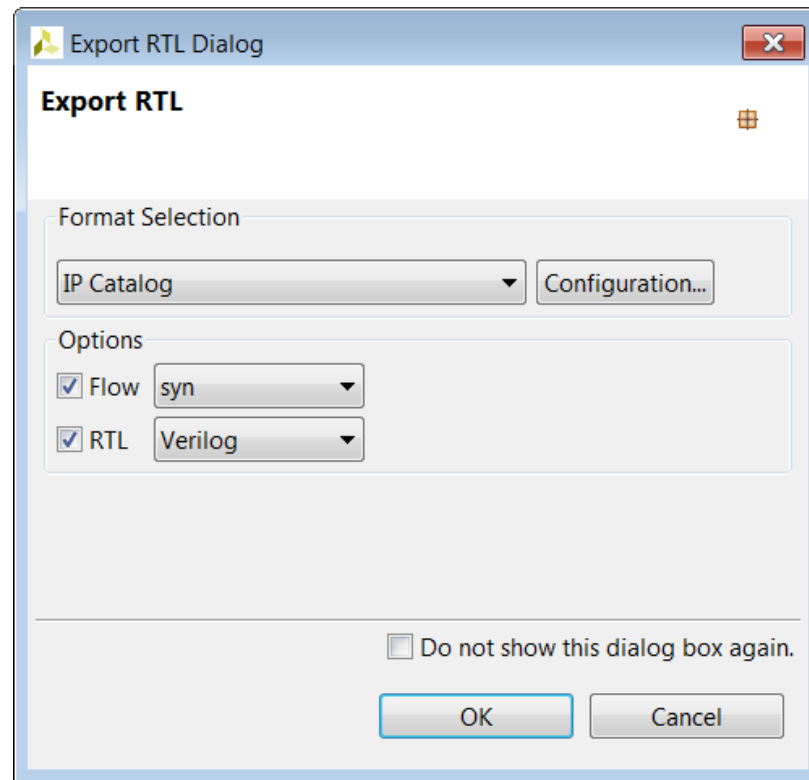 Export RTL Dialog
Export RTL
Format Selection
IP Catalog Configuration...
Options
Flow syn
RTL Verilog
Do not show this dialog box again.
OK Cancel